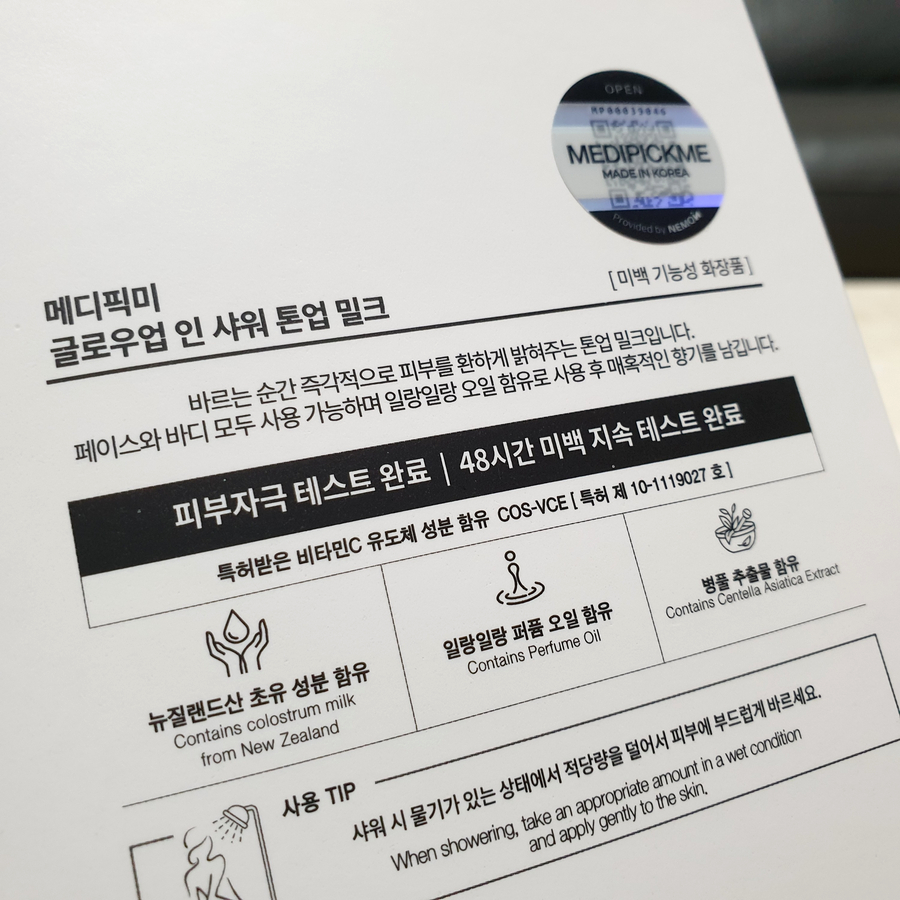 OPEN
MP00039046
MEDIPICKME
MADE IN KOREA
Provided by NEMO
[ 미백 기능성 화장품 ]
메디픽미
글로우업 인 샤워 톤업 밀크
바르는 순간 즉각적으로 피부를 환하게 밝혀주는 톤업 밀크입니다.
페이스와 바디 모두 사용 가능하며 일랑일랑 오일 함유로 사용 후 매혹적인 향기를 남깁니다.
피부자극 테스트 완료 | 48시간 미백 지속 테스트 완료
특허받은 비타민C 유도체 성분 함유 COS-VCE [ 특허 제 10-1119027 호 ]
뉴질랜드산 초유 성분 함유
Contains colostrum milk
from New Zealand
일랑일랑 퍼품 오일 함유
Contains Perfume Oil
병풀 추출물 함유
Contains Centella Asiatica Extract
사용 TIP
샤워 시 물기가 있는 상태에서 적당량을 덜어서 피부에 부드럽게 바르세요.
When showering, take an appropriate amount in a wet condition
and apply gently to the skin.